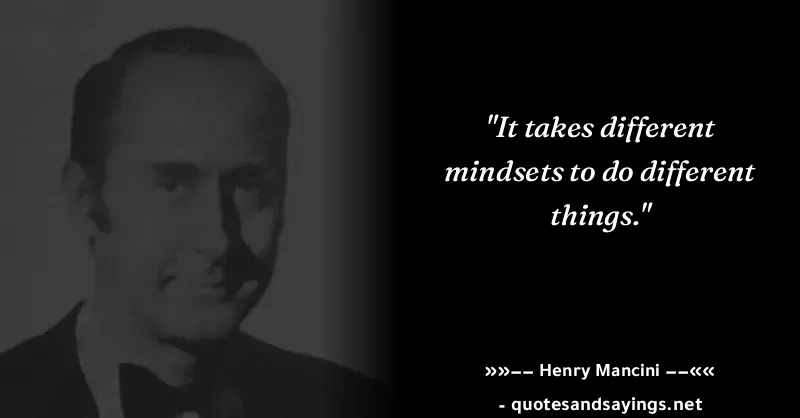 "It takes different
mindsets to do different
things."
»»–– Henry Mancini ––««
- quotesandsayings.net